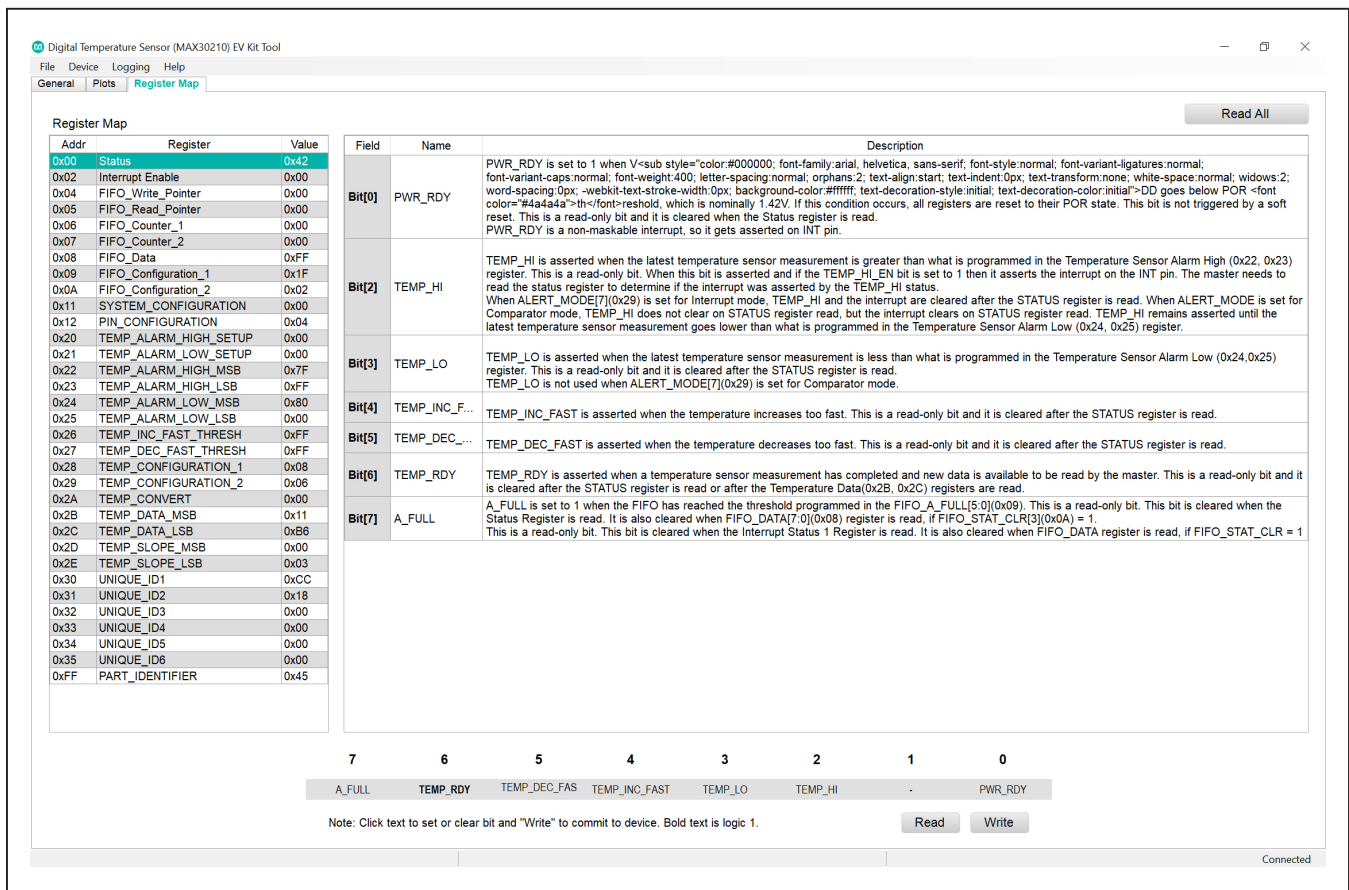 Digital Temperature Sensor (MAX30210) EV Kit Tool
File Device Logging Help
General Plots Register Map
Read All
Register Map
Addr Register Value
0x00 Status 0x42
0x02 Interrupt Enable 0x00
0x04 FIFO_Write_Pointer 0x00
0x05 FIFO_Read_Pointer 0x00
0x06 FIFO_Counter_1 0x00
0x07 FIFO_Counter_2 0x00
0x08 FIFO_Data 0xFF
0x09 FIFO_Configuration_1 0x1F
0x0A FIFO_Configuration_2 0x02
0x11 SYSTEM_CONFIGURATION 0x00
0x12 PIN_CONFIGURATION 0x04
0x20 TEMP_ALARM_HIGH_SETUP 0x00
0x21 TEMP_ALARM_LOW_SETUP 0x00
0x22 TEMP_ALARM_HIGH_MSB 0x7F
0x23 TEMP_ALARM_HIGH_LSB 0xFF
0x24 TEMP_ALARM_LOW_MSB 0x80
0x25 TEMP_ALARM_LOW_LSB 0x00
0x26 TEMP_INC_FAST_THRESH 0xFF
0x27 TEMP_DEC_FAST_THRESH 0xFF
0x28 TEMP_CONFIGURATION_1 0x08
0x29 TEMP_CONFIGURATION_2 0x06
0x2A TEMP_CONVERT 0x00
0x2B TEMP_DATA_MSB 0x11
0x2C TEMP_DATA_LSB 0xB6
0x2D TEMP_SLOPE_MSB 0x00
0x2E TEMP_SLOPE_LSB 0x03
0x30 UNIQUE_ID1 0xCC
0x31 UNIQUE_ID2 0x18
0x32 UNIQUE_ID3 0x00
0x33 UNIQUE_ID4 0x00
0x34 UNIQUE_ID5 0x00
0x35 UNIQUE_ID6 0x00
0xFF PART_IDENTIFIER 0x45
Field Name Description
Bit[0] PWR_RDY
PWR_RDY is set to 1 when V<sub style="color:#000000; font-family:arial, helvetica, sans-serif; font-style:normal; font-variant-ligatures:normal;
font-variant-caps:normal; font-weight:400; letter-spacing:normal; orphans:2; text-align:start; text-indent:0px; text-transform:none; white-space:normal; widows:2;
word-spacing:0px; -webkit-text-stroke-width:0px; background-color:#ffffff; text-decoration-style:initial; text-decoration-color:initial">DD goes below POR <font
color="#4a4a4a">th</font>reshold, which is nominally 1.42V. If this condition occurs, all registers are reset to their POR state. This bit is not triggered by a soft
reset. This is a read-only bit and it is cleared when the Status register is read.
PWR_RDY is a non-maskable interrupt, so it gets asserted on INT pin.
Bit[2] TEMP_HI
TEMP_HI is asserted when the latest temperature sensor measurement is greater than what is programmed in the Temperature Sensor Alarm High (0x22, 0x23)
register. This is a read-only bit. When this bit is asserted and if the TEMP_HI_EN bit is set to 1 then it asserts the interrupt on the INT pin. The master needs to
read the status register to determine if the interrupt was asserted by the TEMP_HI status.
When ALERT_MODE[7](0x29) is set for Interrupt mode, TEMP_HI and the interrupt are cleared after the STATUS register is read. When ALERT_MODE is set for
Comparator mode, TEMP_HI does not clear on STATUS register read, but the interrupt clears on STATUS register read. TEMP_HI remains asserted until the
latest temperature sensor measurement goes lower than what is programmed in the Temperature Sensor Alarm Low (0x24, 0x25) register.
Bit[3] TEMP_LO
TEMP_LO is asserted when the latest temperature sensor measurement is less than what is programmed in the Temperature Sensor Alarm Low (0x24,0x25)
register. This is a read-only bit and it is cleared after the STATUS register is read.
TEMP_LO is not used when ALERT_MODE[7](0x29) is set for Comparator mode.
Bit[4] TEMP_INC_F... TEMP_INC_FAST is asserted when the temperature increases too fast. This is a read-only bit and it is cleared after the STATUS register is read.
Bit[5] TEMP_DEC_... TEMP_DEC_FAST is asserted when the temperature decreases too fast. This is a read-only bit and it is cleared after the STATUS register is read.
Bit[6] TEMP_RDY
TEMP_RDY is asserted when a temperature sensor measurement has completed and new data is available to be read by the master. This is a read-only bit and it
is cleared after the STATUS register is read or after the Temperature Data(0x2B, 0x2C) registers are read.
Bit[7] A_FULL
A_FULL is set to 1 when the FIFO has reached the threshold programmed in the FIFO_A_FULL[5:0](0x09). This is a read-only bit. This bit is cleared when the
Status Register is read. It is also cleared when FIFO_DATA[7:0](0x08) register is read, if FIFO_STAT_CLR[3](0x0A) = 1.
This is a read-only bit. This bit is cleared when the Interrupt Status 1 Register is read. It is also cleared when FIFO_DATA register is read, if FIFO_STAT_CLR = 1
7 6 5 4 3 2 1 0
A_FULL TEMP_RDY TEMP_DEC_FAS TEMP_INC_FAST TEMP_LO TEMP_HI - PWR_RDY
Note: Click text to set or clear bit and "Write" to commit to device. Bold text is logic 1.
Read Write
Connected